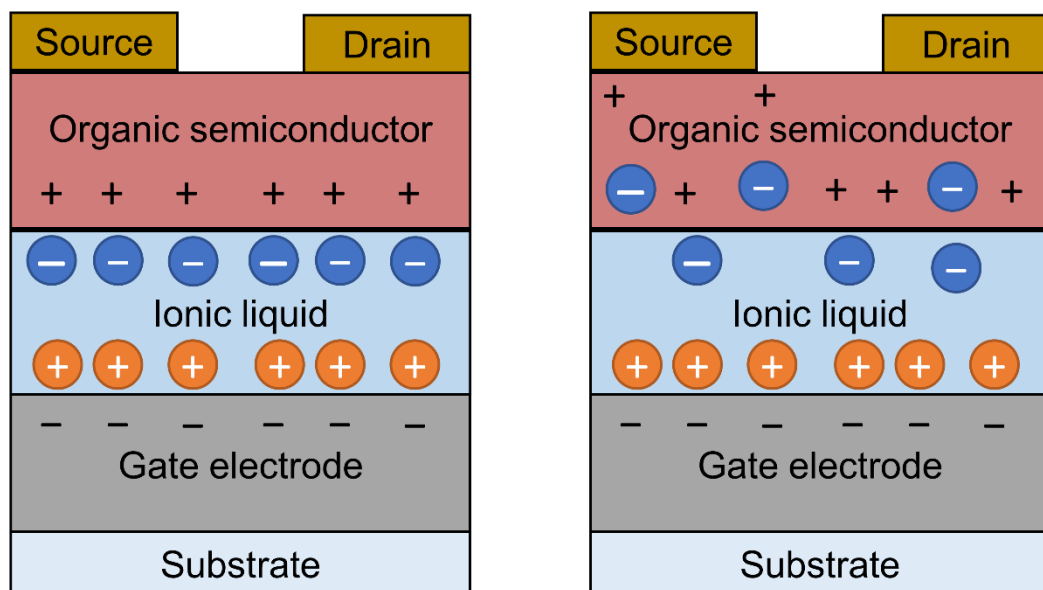 Source Drain
Organic semiconductor
+ + + + + +
− − − − − −
Ionic liquid
+ + + + + +
− − − − − −
Gate electrode
Substrate
Source Drain
+ +
Organic semiconductor
− + − + + − +
− − −
Ionic liquid
+ + + + + +
− − − − − −
Gate electrode
Substrate